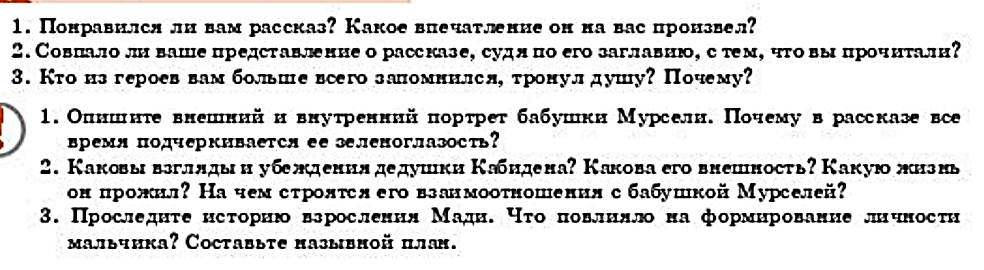 1. Понравился ли вам рассказ? Какое впечатление он на вас произвел?
2. Совпало ли ваше представление о рассказе, судя по его заглавию, с тем, что вы прочитали?
3. Кто из героев вам больше всего запомнился, тронул душу? Почему?
1. Опишите внешний и внутренний портрет бабушки Мурсели. Почему в рассказе все
время подчеркивается ее зеленоглазость?
2. Каковы взгляды и убеждения дедушки Кабидена? Какова его внешность? Какую жизнь
он прожил? На чем строятся его взаимоотношения с бабушкой Мурселей?
3. Проследите историю взросления Мади. Что повлияло на формирование личности
мальчика? Составьте назывной план.